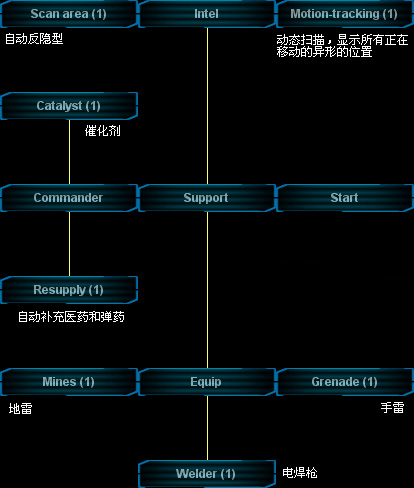 Scan area (1)
Intel
Motion-tracking (1)
自动反隐型
动态扫描，显示所有正在
移动的异形的位置
Catalyst (1)
催化剂
Commander
Support
Start
Resupply (1)
自动补充医药和弹药
Mines (1)
Equip
Grenade (1)
地雷
手雷
Welder (1)
电焊枪